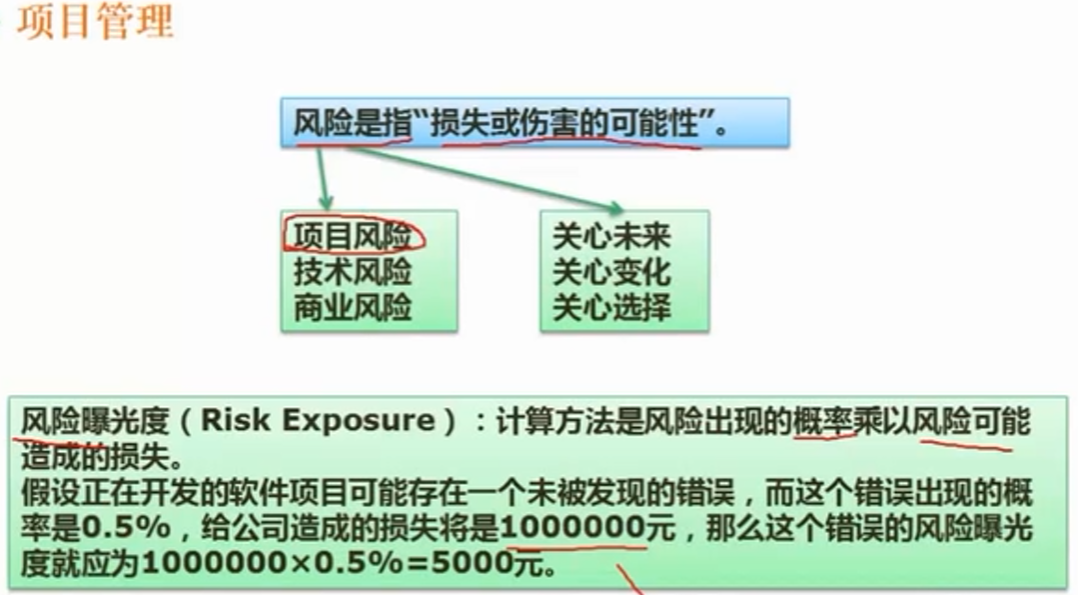 项目管理
风险是指“损失或伤害的可能性”。
项目风险
技术风险
商业风险
关心未来
关心变化
关心选择
风险曝光度（Risk Exposure）：计算方法是风险出现的概率乘以风险可能
造成的损失。
假设正在开发的软件项目可能存在一个未被发现的错误，而这个错误出现的概
率是0.5%，给公司造成的损失将是1000000元，那么这个错误的风险曝光
度就应为1000000×0.5%=5000元。